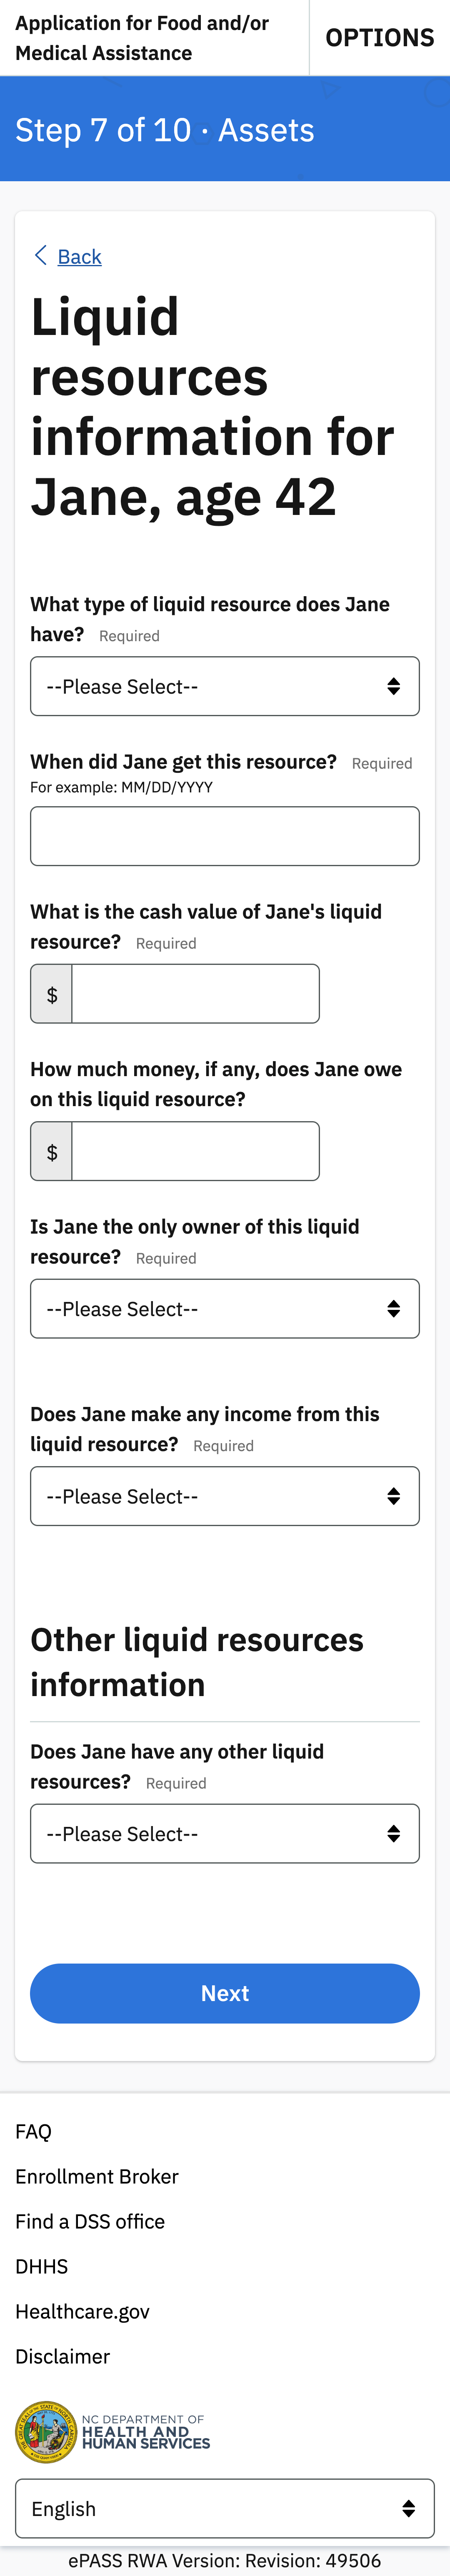 Application for Food and/or
Medical Assistance
OPTIONS
Step 7 of 10 · Assets
Back
Liquid
resources
information for
Jane, age 42
What type of liquid resource does Jane
have? Required
--Please Select--
When did Jane get this resource? Required
For example: MM/DD/YYYY
What is the cash value of Jane's liquid
resource? Required
$
How much money, if any, does Jane owe
on this liquid resource?
$
Is Jane the only owner of this liquid
resource? Required
--Please Select--
Does Jane make any income from this
liquid resource? Required
--Please Select--
Other liquid resources
information
Does Jane have any other liquid
resources? Required
--Please Select--
Next
FAQ
Enrollment Broker
Find a DSS office
DHHS
Healthcare.gov
Disclaimer
NC DEPARTMENT OF
HEALTH AND
HUMAN SERVICES
English
ePASS RWA Version: Revision: 49506